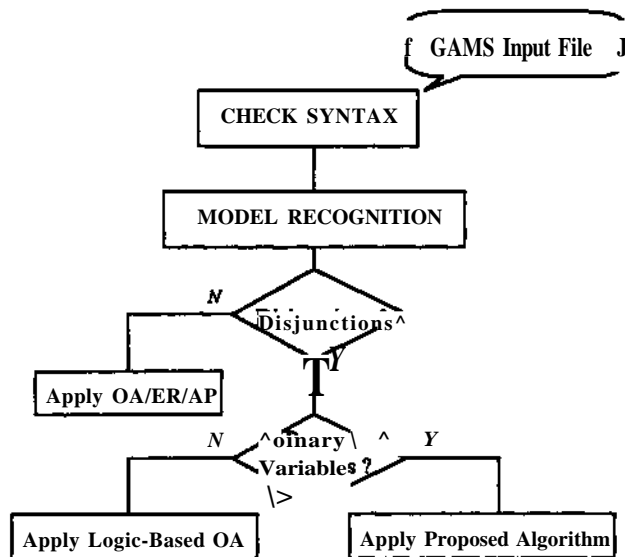 f GAMS Input File J
CHECK SYNTAX
MODEL RECOGNITION
N
Disjunctions^
Y
T
Apply OA/ER/AP
N
^oinary \ ^
Y
Variables ?
\>
Apply Logic-Based OA
Apply Proposed Algorithm